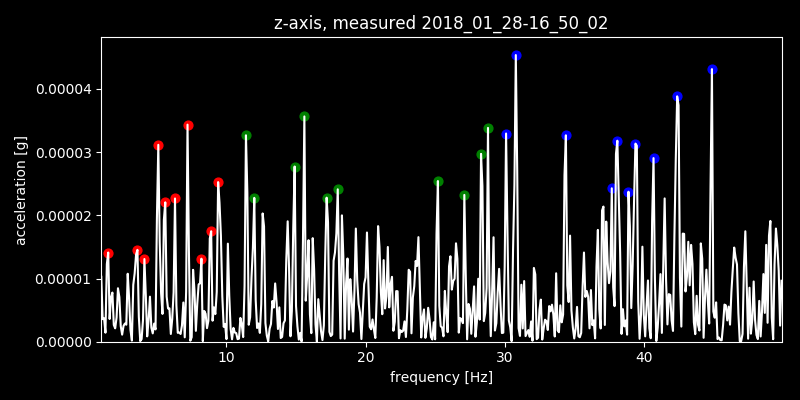 z-axis, measured 2018_01_28-16_50_02
0.00004
0.00003
0.00002
0.00001
0.00000
acceleration [g]
10 20 30 40
frequency [Hz]